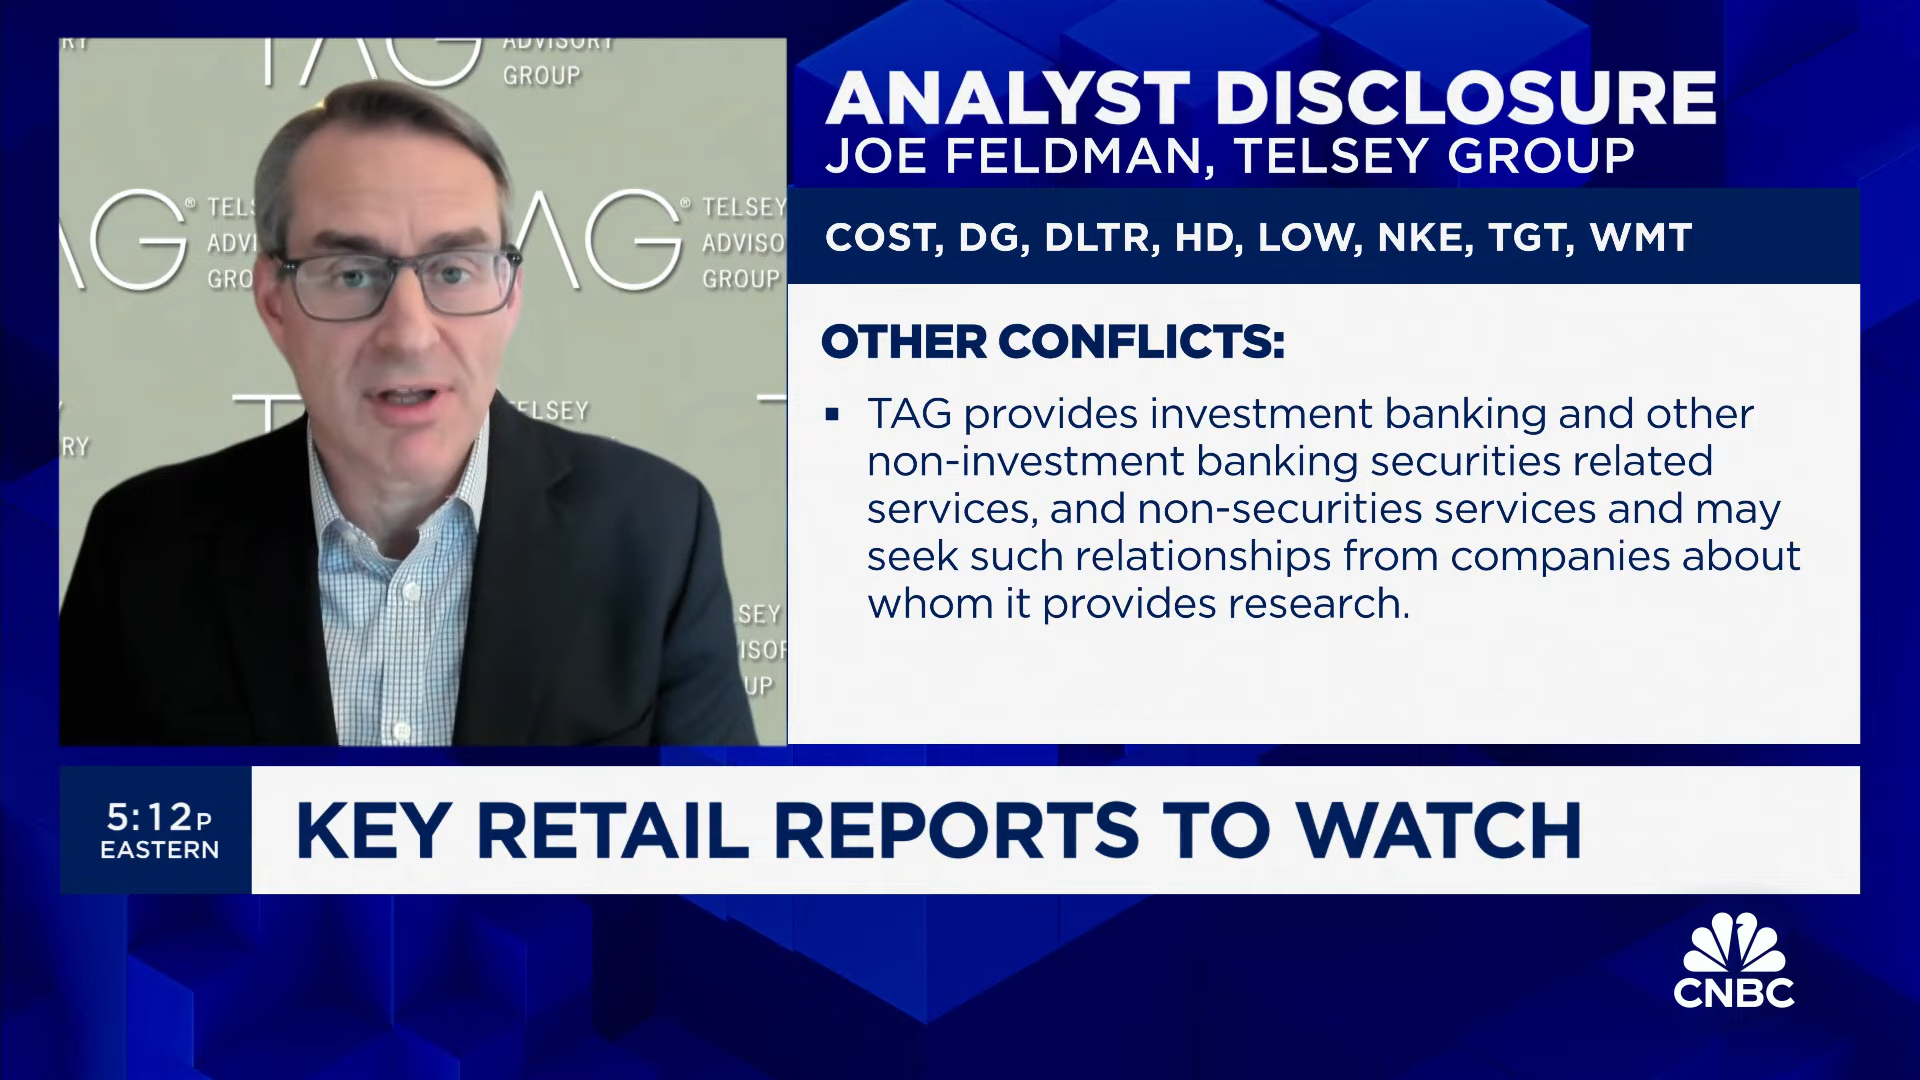 TAG ADVISORY
GROUP
TAG® TELSEY
ADVISO
GROUP
ANALYST DISCLOSURE
JOE FELDMAN, TELSEY GROUP
COST, DG, DLTR, HD, LOW, NKE, TGT, WMT
OTHER CONFLICTS:
▪ TAG provides investment banking and other
non-investment banking securities related
services, and non-securities services and may
seek such relationships from companies about
whom it provides research.
5:12P
EASTERN
KEY RETAIL REPORTS TO WATCH
CNBC